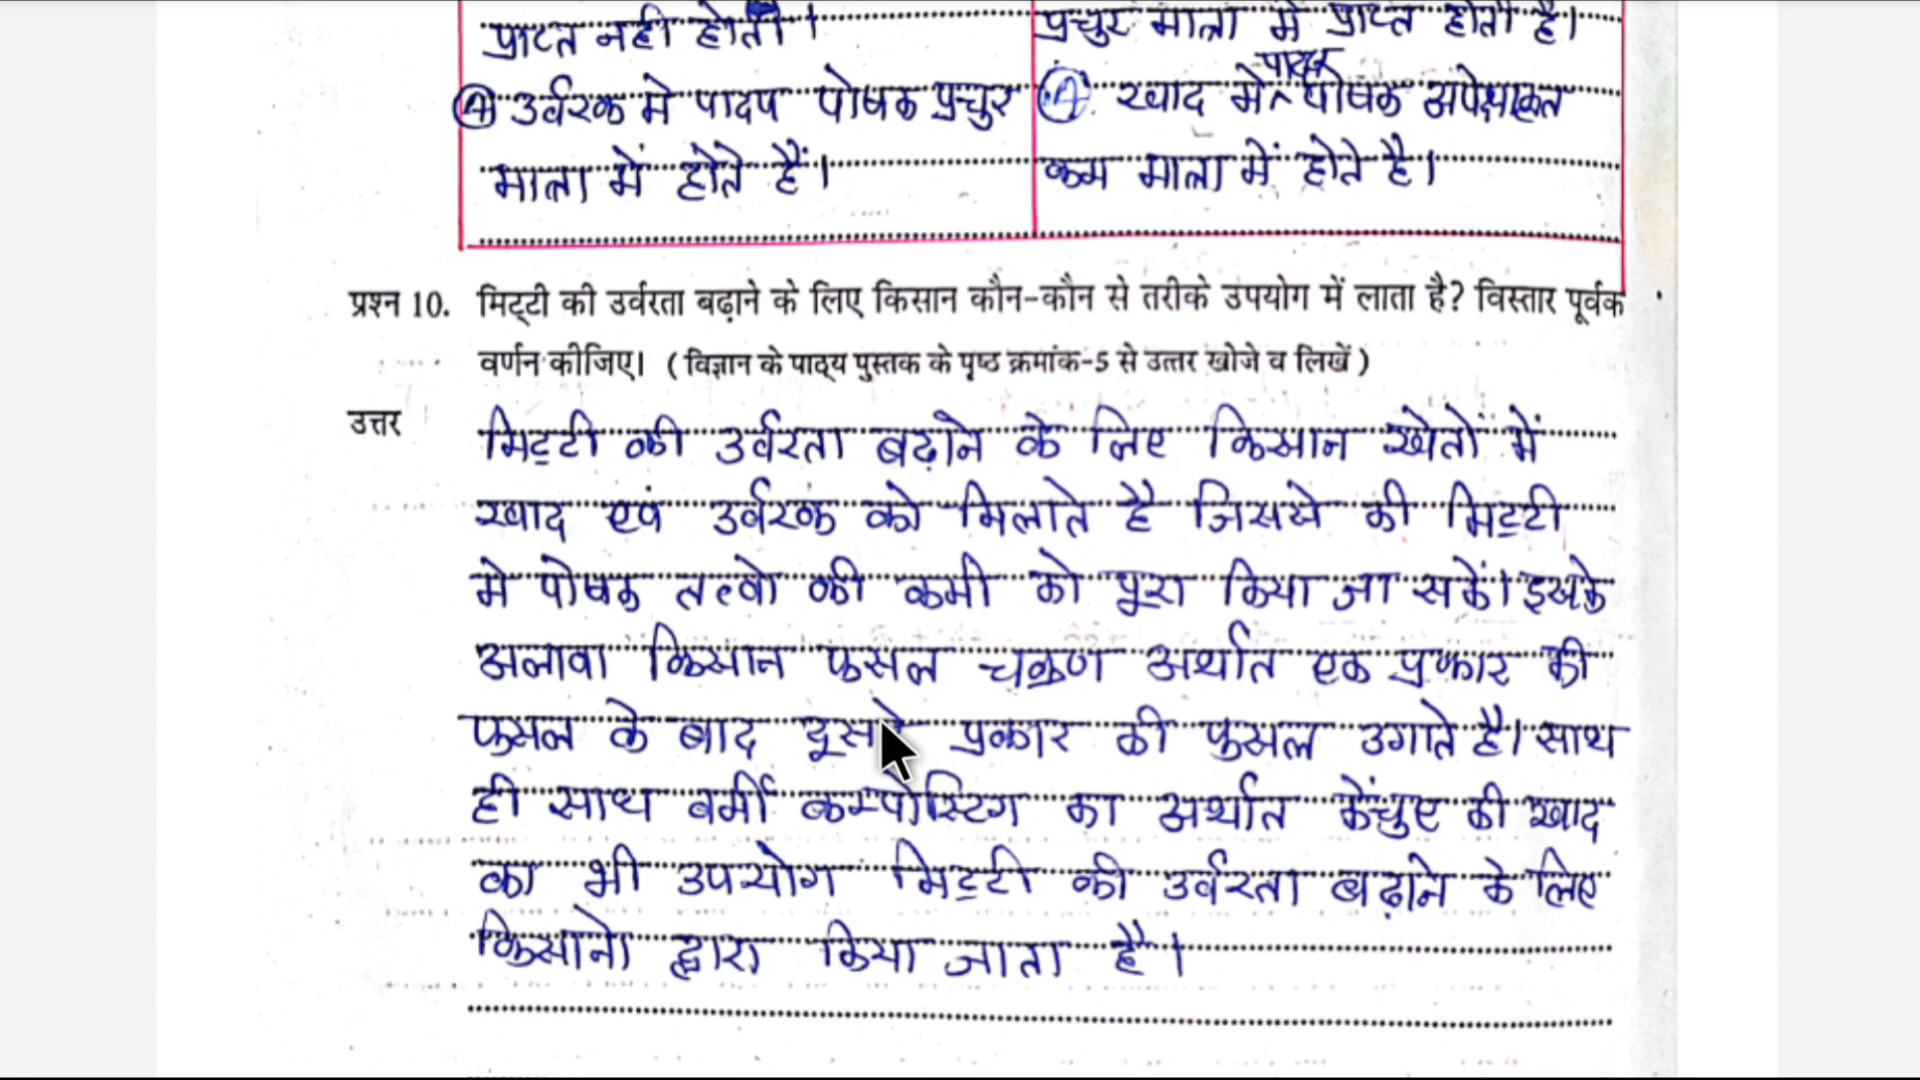 प्राप्त नही होती।
प्रचुर मात्रा मे प्राप्त होती है।
पादप
④ उर्वरक मे पादप पोषक प्रचुर
④ खाद में^ पोषक अपेक्षाकृत
मात्रा में होते हैं।
कम मात्रा में होते है।
प्रश्न 10. मिट्टी की उर्वरता बढ़ाने के लिए किसान कौन-कौन से तरीके उपयोग में लाता है? विस्तार पूर्वक
वर्णन कीजिए। (विज्ञान के पाठ्य पुस्तक के पृष्ठ क्रमांक-5 से उत्तर खोजे व लिखें)
उत्तर मिट्टी की उर्वरता बढ़ाने के लिए किसान खेतों में
खाद एवं उर्वरक को मिलाते है जिससे की मिट्टी
मे पोषक तत्वो की कमी को पूरा किया जा सकें। इसके
अलावा किसान फसल चक्रण अर्थात एक प्रकार की
फसल के बाद दूसरे प्रकार की फसल उगाते है। साथ
ही साथ वर्मी कम्पोस्टिग का अर्थात केंचुए की खाद
का भी उपयोग मिट्टी की उर्वरता बढ़ाने के लिए
किसानो द्वारा किया जाता है।